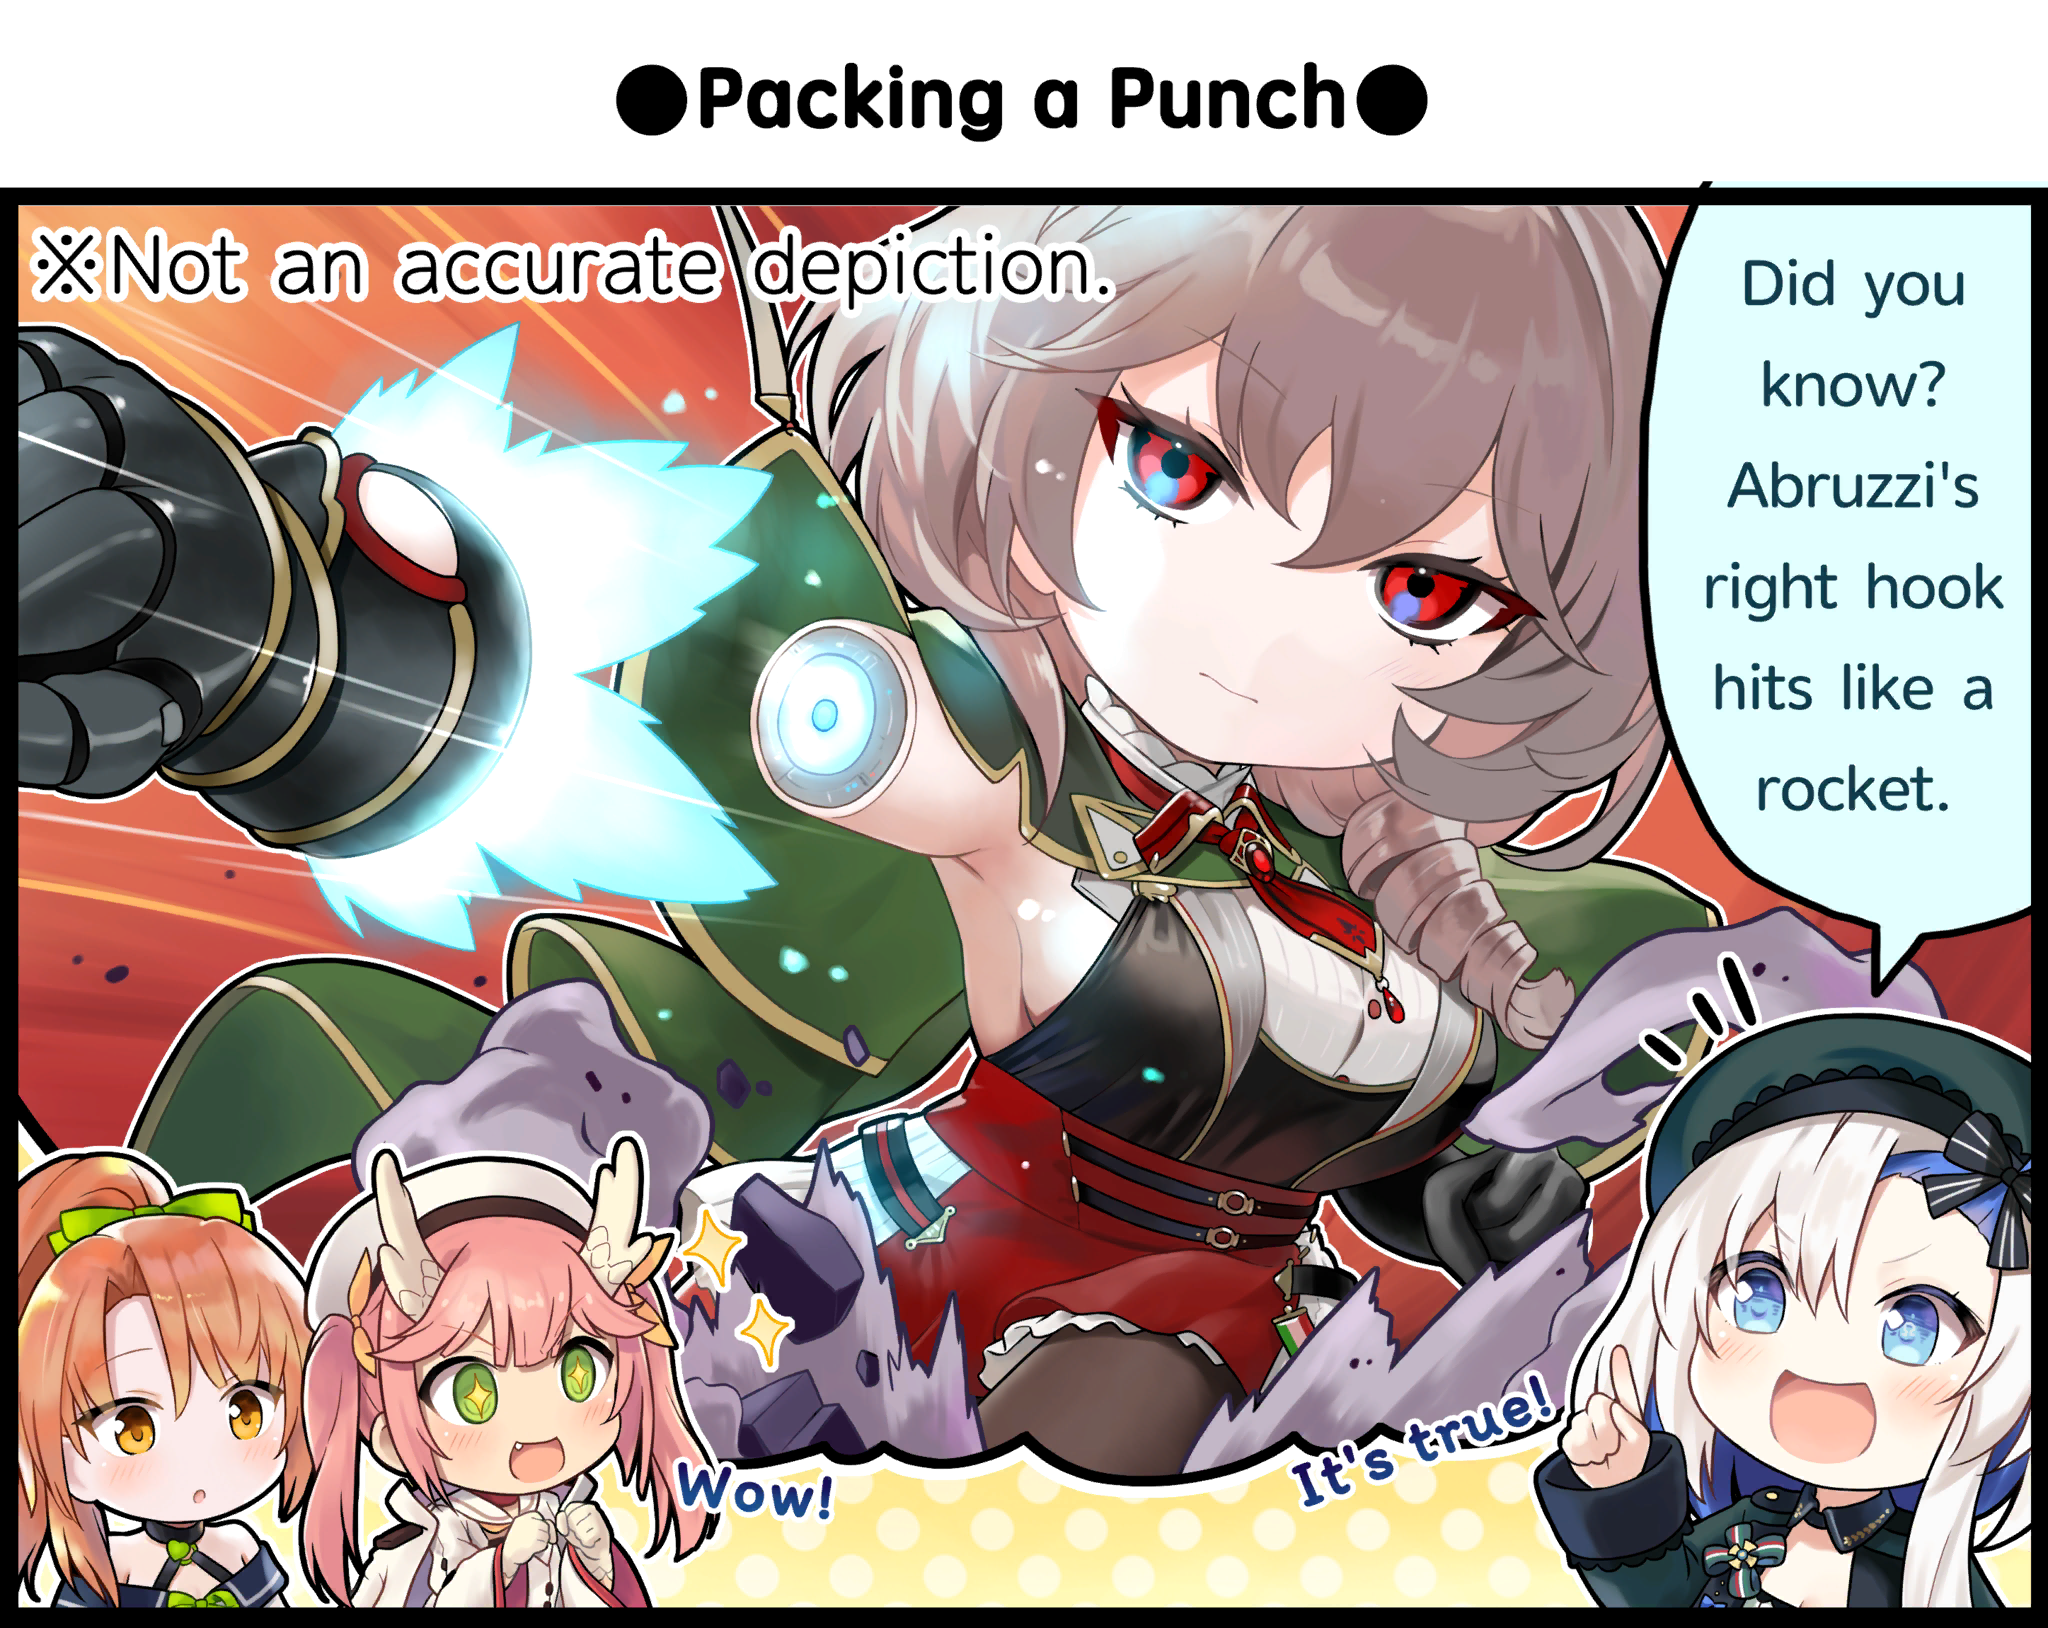 ●Packing a Punch●
※Not an accurate depiction.
Did you
know?
Abruzzi's
right hook
hits like a
rocket.
Wow!
It's true!